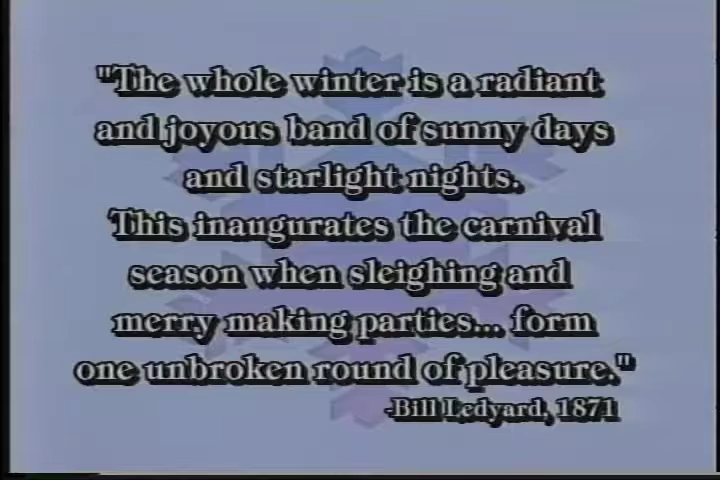 "The whole winter is a radiant
and joyous band of sunny days
and starlight nights.
This inaugurates the carnival
season when sleighing and
merry making parties... form
one unbroken round of pleasure."
-Bill Ledyard, 1871